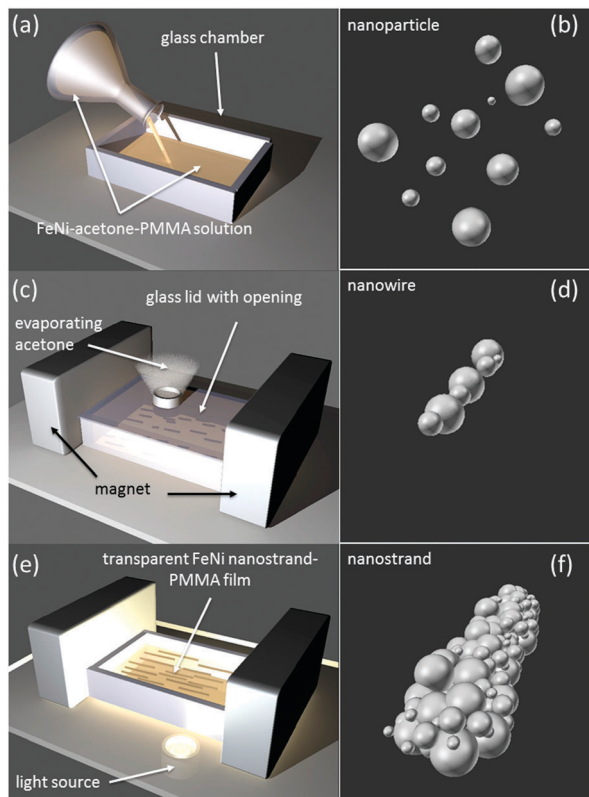 (a)
glass chamber
FeNi-acetone-PMMA solution
nanoparticle
(b)
(c)
glass lid with opening
evaporating
acetone
magnet
nanowire
(d)
(e)
transparent FeNi nanostrand-
PMMA film
light source
nanostrand
(f)